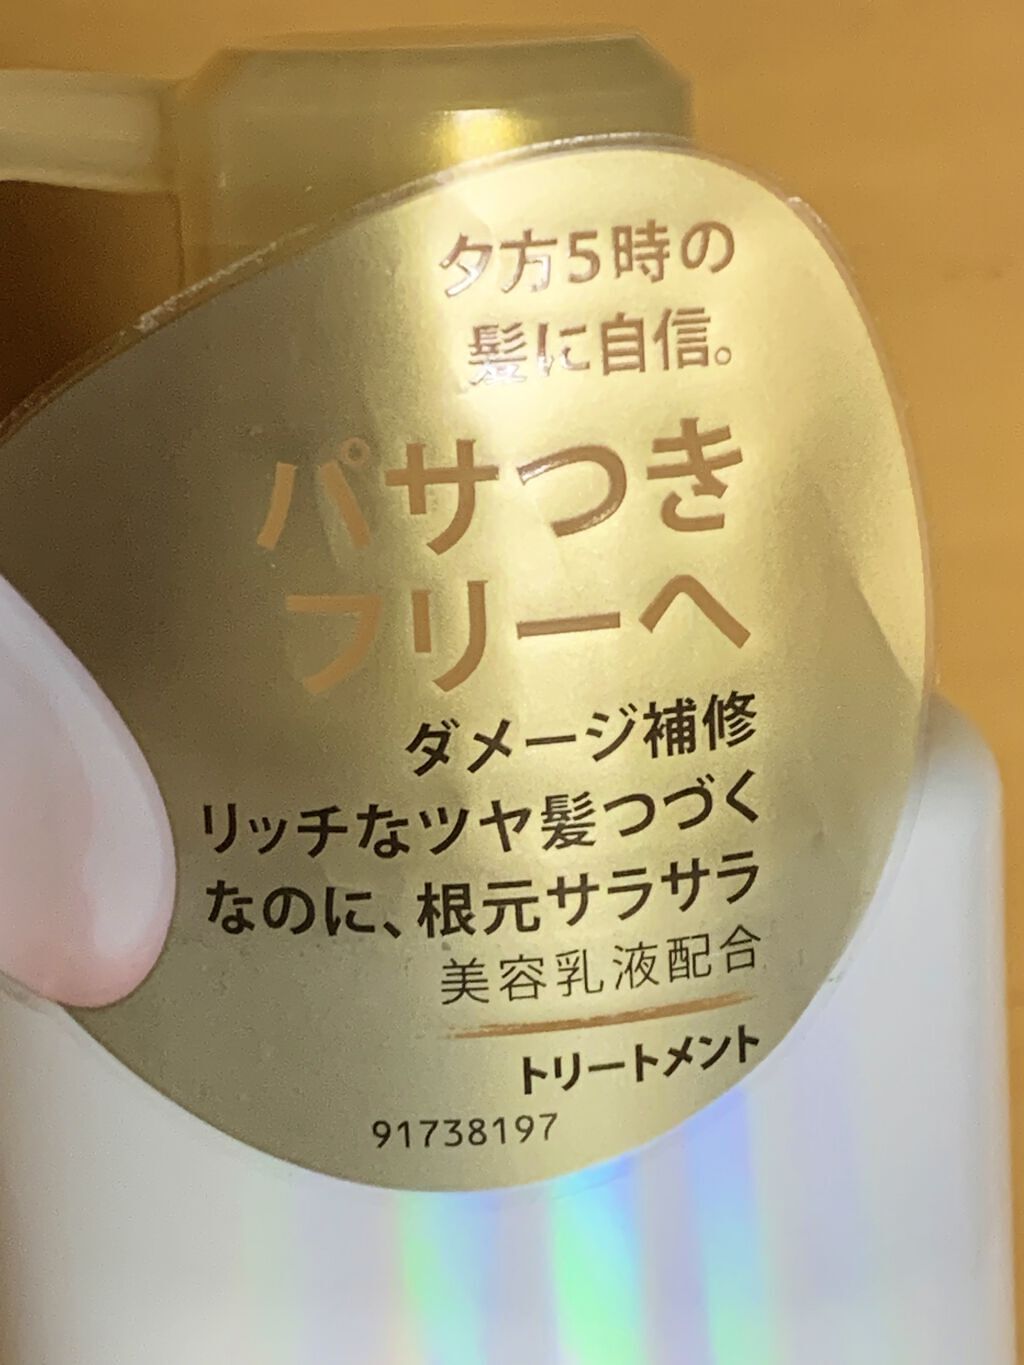 夕方5時の
髪に自信。
パサつき
フリーへ
ダメージ補修
リッチなツヤ髪つづく
なのに、根元サラサラ
美容乳液配合
トリートメント
91738197